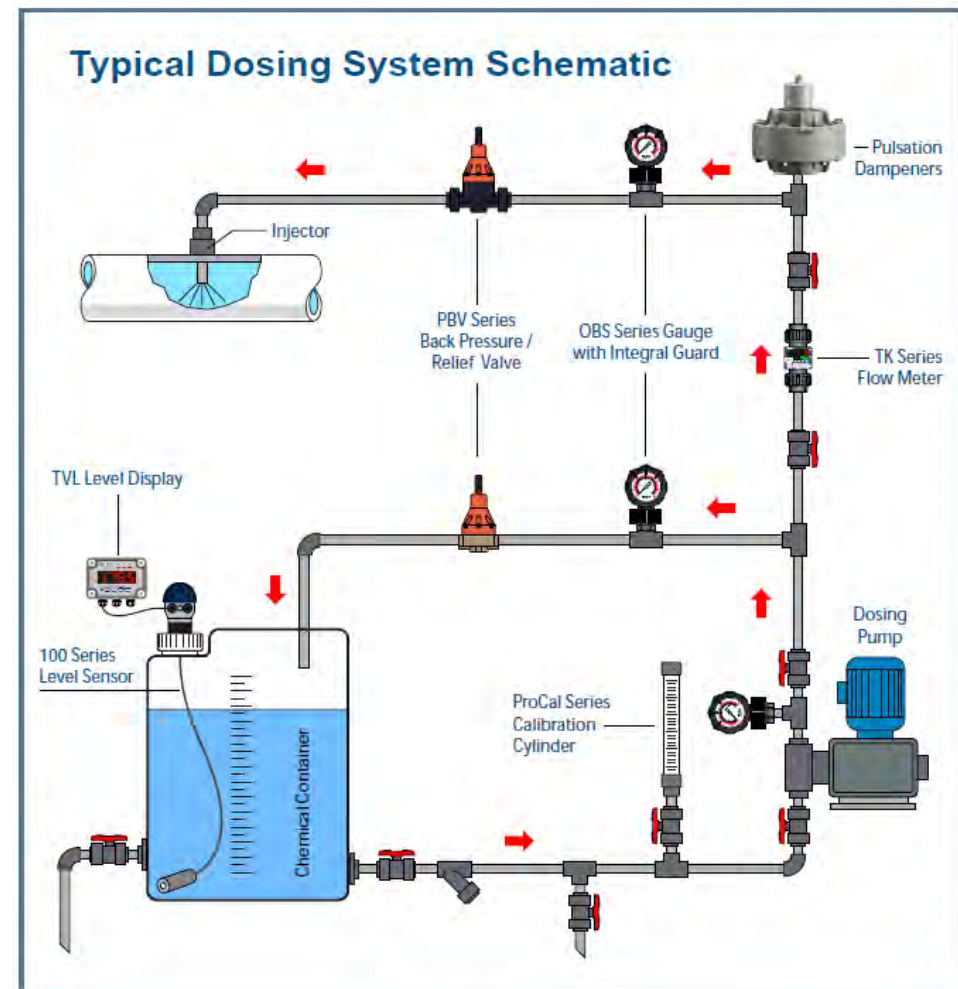 Typical Dosing System Schematic
Pulsation
Dampeners
Injector
PBV Series
Back Pressure /
Relief Valve
OBS Series Gauge
with Integral Guard
TK Series
Flow Meter
TVL Level Display
100 Series
Level Sensor
Dosing
Pump
ProCal Series
Calibration
Cylinder
Chemical Container